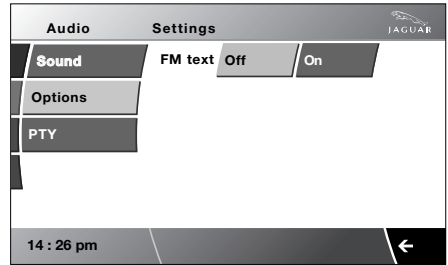 Audio Settings
JAGUAR
Sound
FM text Off On
Options
PTY
14 : 26 pm